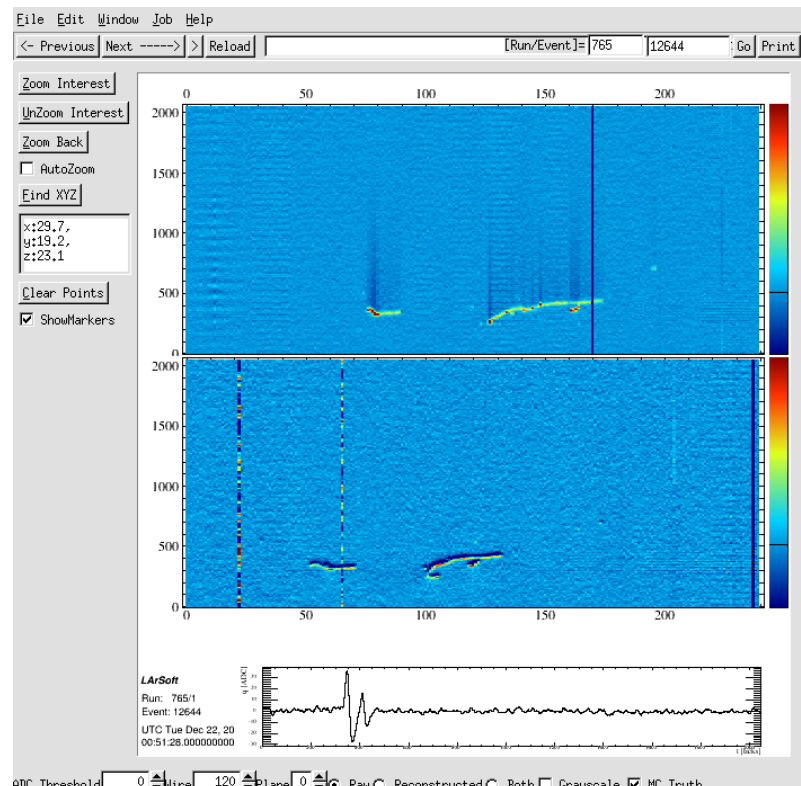 File Edit Window Job Help
<- Previous Next -----> > Reload [Run/Event]= 765 12644 Go Print
Zoom Interest
UnZoom Interest
Zoom Back
AutoZoom
Find XYZ
x:29.7,
y:19.2,
z:23.1
Clear Points
ShowMarkers
0 50 100 150 200
2000
1500
1000
500
0
2000
1500
1000
500
0
0 50 100 150 200
LArSoft
Run: 765/1
Event: 12644
UTC Tue Dec 22, 20
00:51:28.000000000
q [ADC]
t [ticks]
ADC Threshold 0 Wire 120 Plane 0 Raw Reconstructed Both Grayscale MC Truth